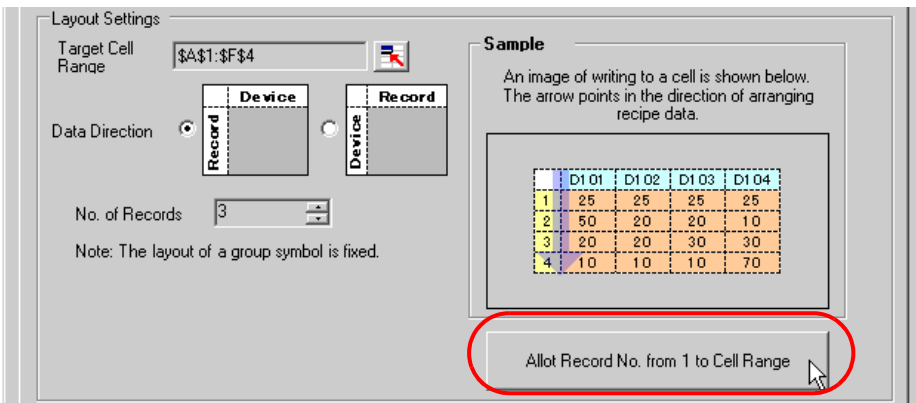 Layout Settings
Target Cell
Range
$A$1:$F$4
Data Direction
Device
Record
Record
Device
No. of Records
3
Note: The layout of a group symbol is fixed.
Sample
An image of writing to a cell is shown below.
The arrow points in the direction of arranging
recipe data.
D101 D102 D103 D104
1 25 25 25 25
2 50 20 20 10
3 20 20 30 30
4 10 10 10 70
Allot Record No. from 1 to Cell Range